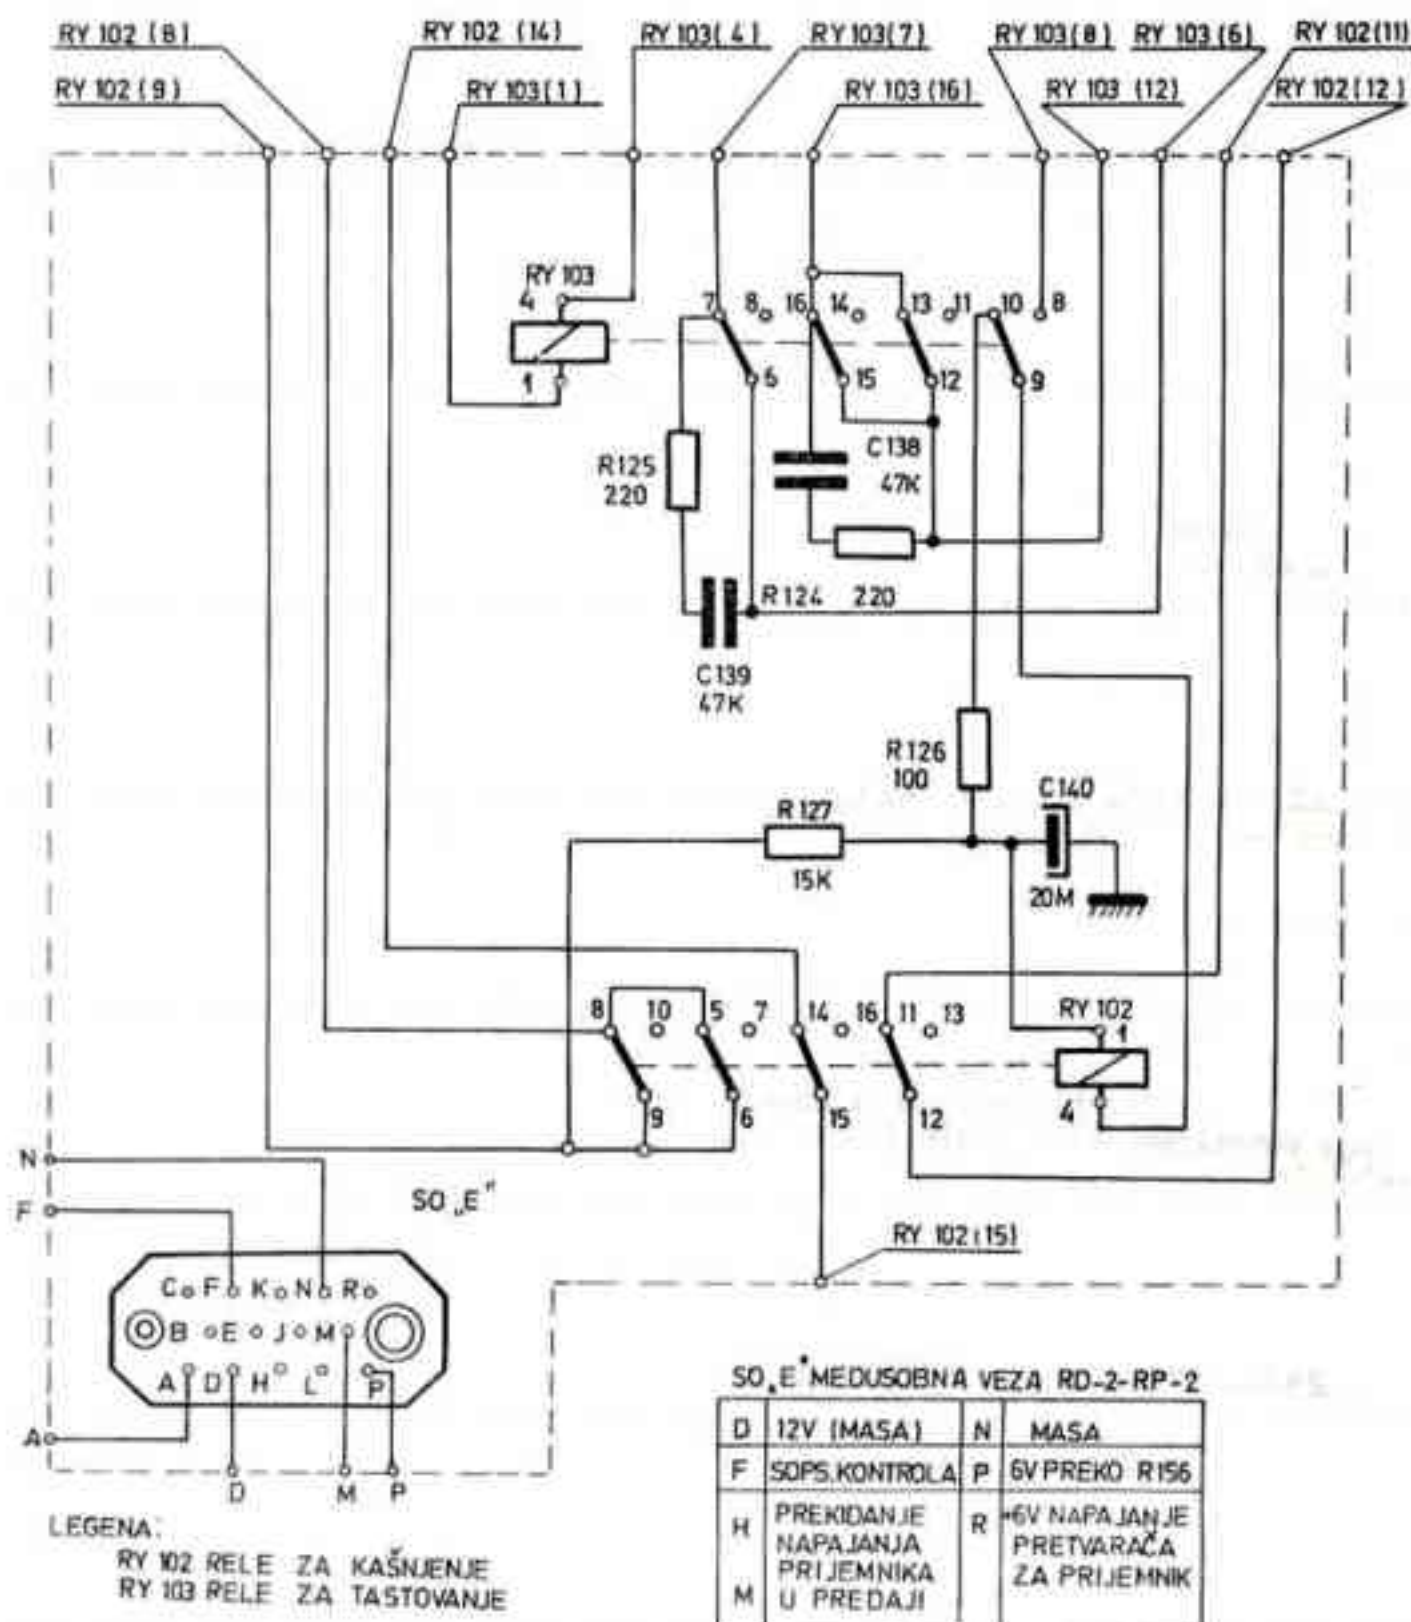 RY 102 (8)
RY 102 (14)
RY 103(4)
RY 103(7)
RY 103(8)
RY 103(6)
RY 102(11)
RY 102(9)
RY 103(1)
RY 103(16)
RY 103 (12)
RY 102(12)
RY 103
4
1
7
8
16
14
13
11
10
8
6
15
12
9
R125
220
C138
47K
R124 220
C139
47K
R126
100
C140
20M
R127
15K
8
10
5
7
14
16
11
13
RY 102
1
4
9
6
15
12
N
F
A
SO „E"
RY 102(15)
C F K N R
B E J M
A D H L P
D M P
LEGENA:
RY 102 RELE ZA KAŠNJENJE
RY 103 RELE ZA TASTOVANJE
SO„E" MEDUSOBNA VEZA RD-2-RP-2
D 12V (MASA) N MASA
F SOPS.KONTROLA P 6V PREKO R156
H PREKIDANJE R +6V NAPAJANJE
NAPAJANJA PRETVARAČA
PRIJEMNIKA ZA PRIJEMNIK
M U PREDAJI